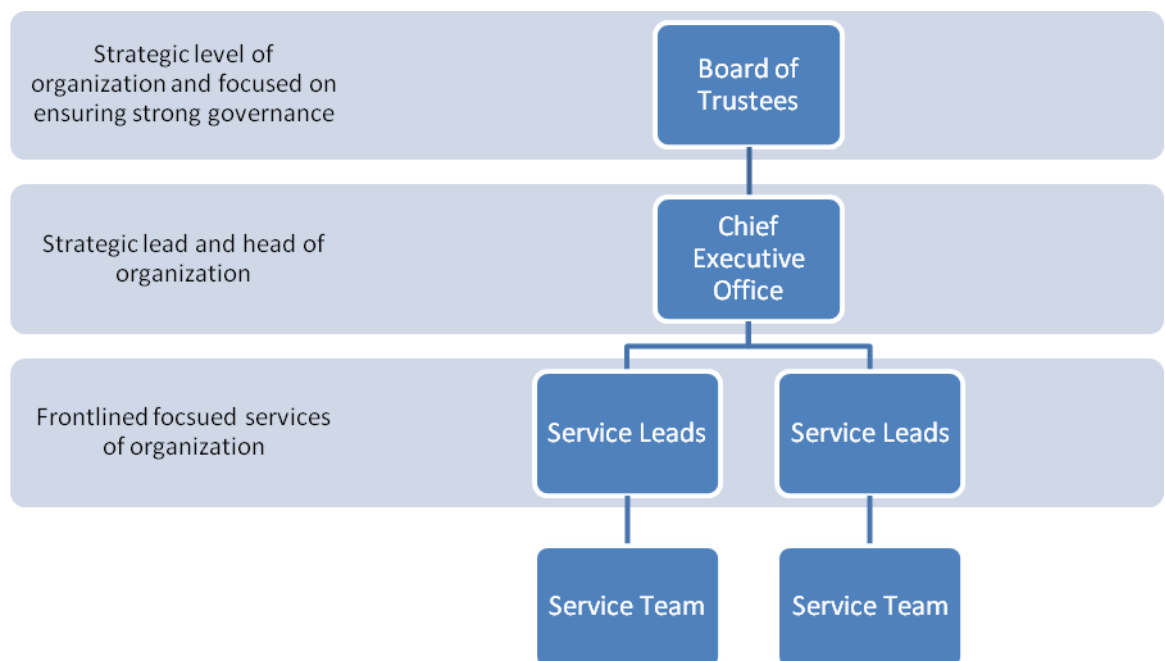 Strategic level of
organization and focused on
ensuring strong governance
Board of
Trustees
Strategic lead and head of
organization
Chief
Executive
Office
Frontlined focsued services
of organization
Service Leads
Service Leads
Service Team
Service Team